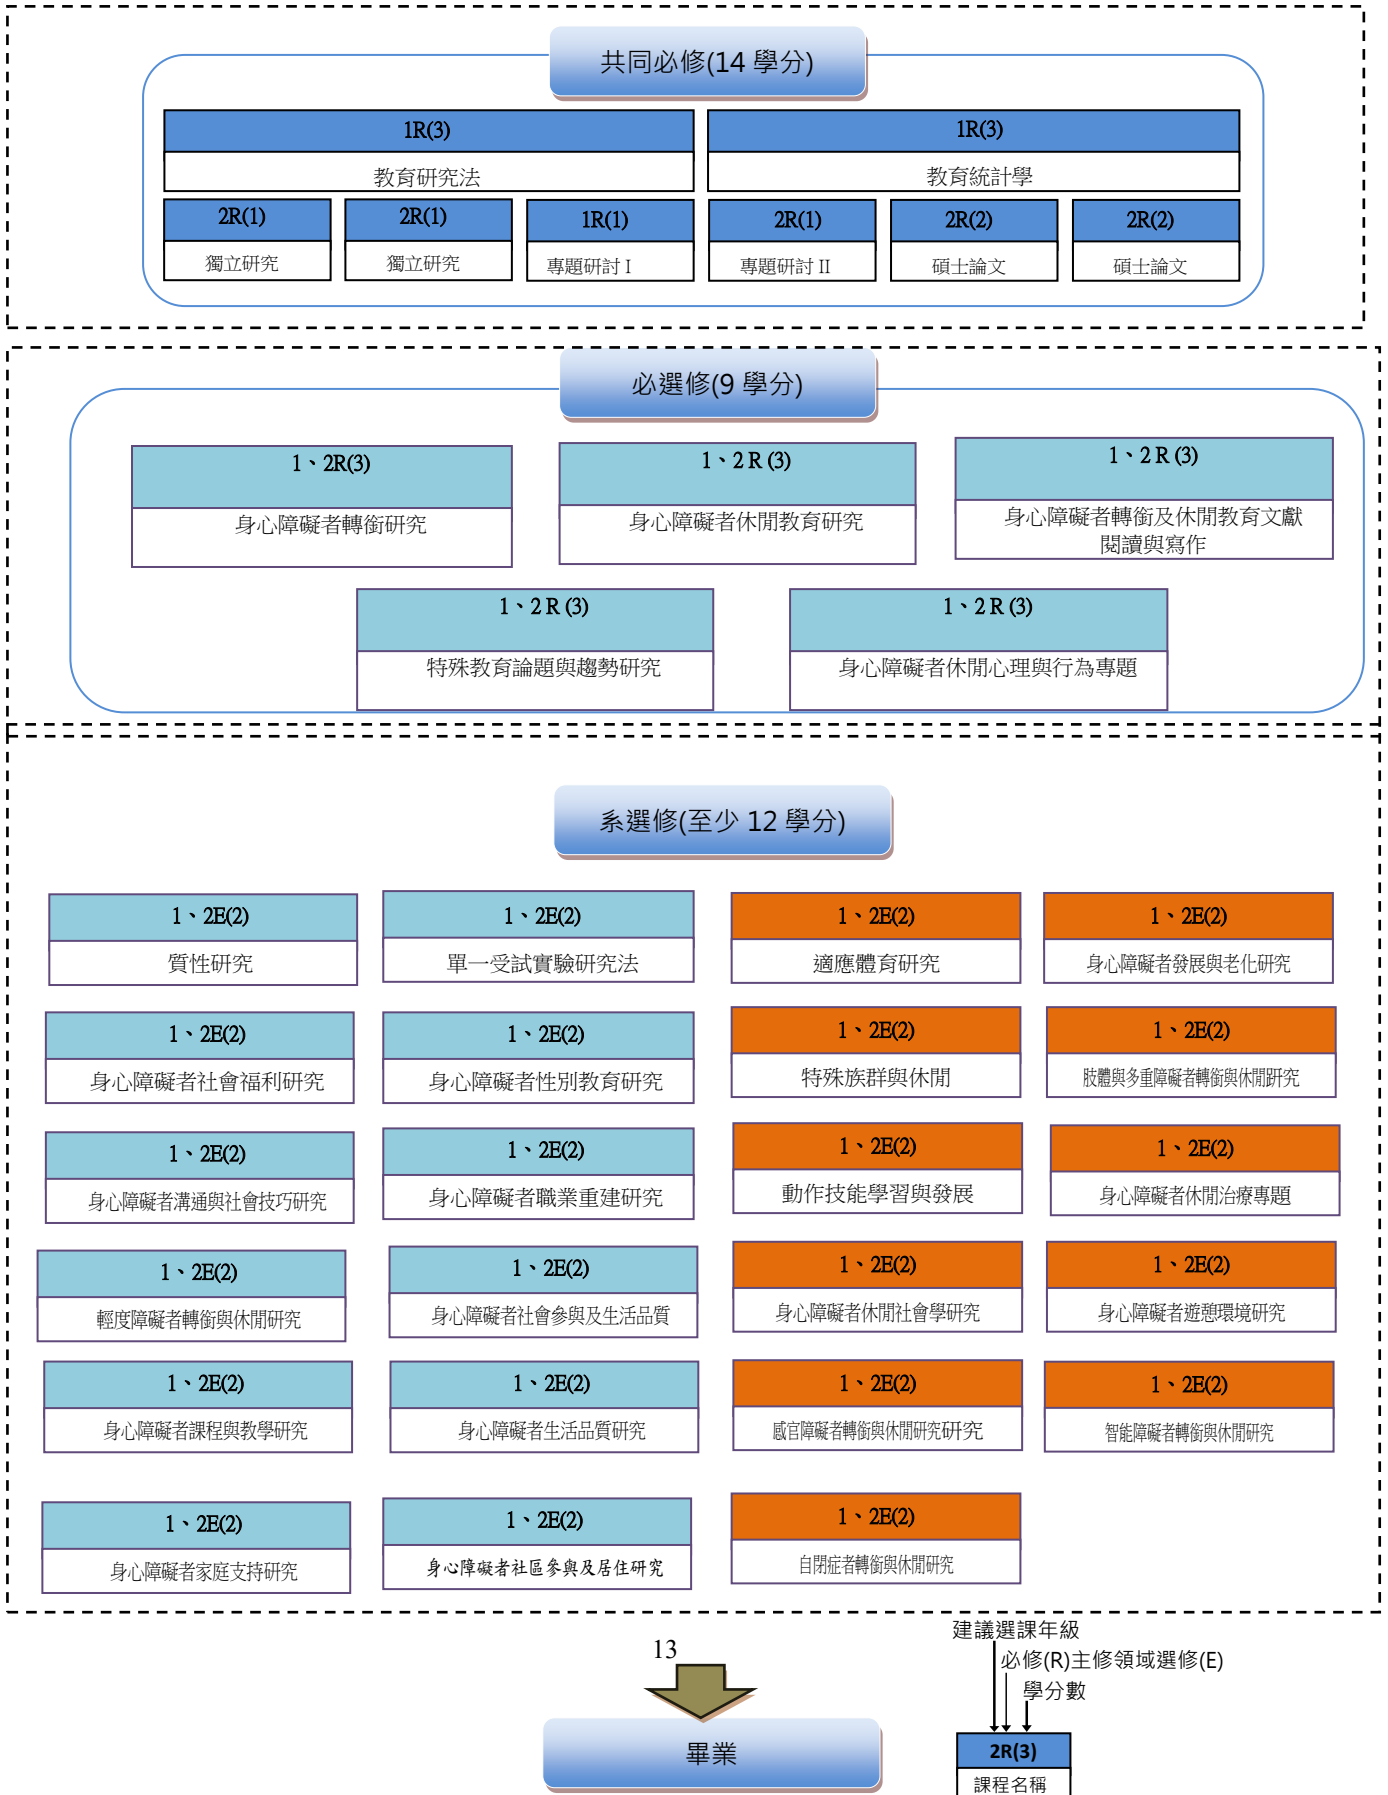 共同必修(14 學分)
1R(3)
1R(3)
教育研究法
教育統計學
2R(1)
2R(1)
1R(1)
2R(1)
2R(2)
2R(2)
獨立研究
獨立研究
專題研討 I
專題研討 II
碩士論文
碩士論文
必選修(9 學分)
1、2R(3)
1、2 R (3)
1、2 R (3)
身心障礙者轉銜研究
身心障礙者休閒教育研究
身心障礙者轉銜及休閒教育文獻
閱讀與寫作
1、2 R (3)
1、2 R (3)
特殊教育論題與趨勢研究
身心障礙者休閒心理與行為專題
系選修(至少 12 學分)
1、2E(2)
1、2E(2)
1、2E(2)
1、2E(2)
質性研究
單一受試實驗研究法
適應體育研究
身心障礙者發展與老化研究
1、2E(2)
1、2E(2)
1、2E(2)
1、2E(2)
身心障礙者社會福利研究
身心障礙者性別教育研究
特殊族群與休閒
肢體與多重障礙者轉銜與休閒研究
1、2E(2)
1、2E(2)
1、2E(2)
1、2E(2)
身心障礙者溝通與社會技巧研究
身心障礙者職業重建研究
動作技能學習與發展
身心障礙者休閒治療專題
1、2E(2)
1、2E(2)
1、2E(2)
1、2E(2)
輕度障礙者轉銜與休閒研究
身心障礙者社會參與及生活品質
身心障礙者休閒社會學研究
身心障礙者遊憩環境研究
1、2E(2)
1、2E(2)
1、2E(2)
1、2E(2)
身心障礙者課程與教學研究
身心障礙者生活品質研究
感官障礙者轉銜與休閒研究研究
智能障礙者轉銜與休閒研究
1、2E(2)
1、2E(2)
1、2E(2)
身心障礙者家庭支持研究
身心障礙者社區參與及居住研究
自閉症者轉銜與休閒研究
建議選課年級
13
必修(R)主修領域選修(E)
學分數
畢業
2R(3)
課程名稱